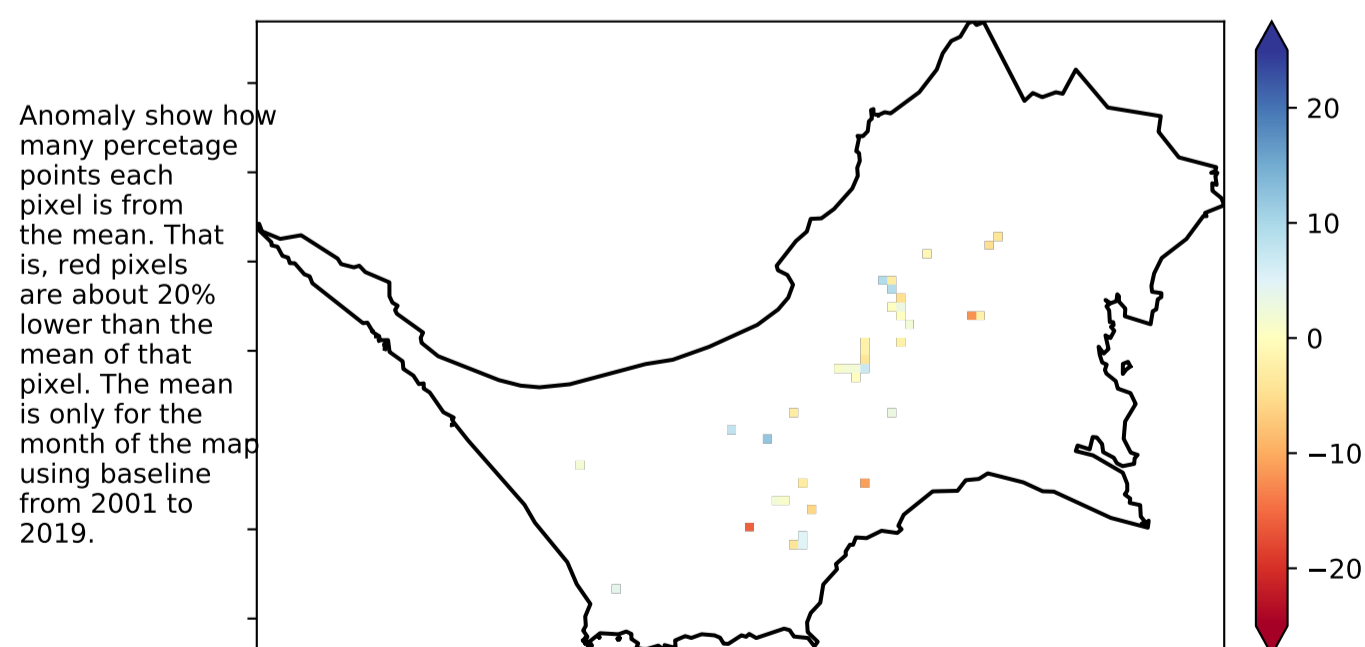 Anomaly show how
many percetage
points each
pixel is from
the mean. That
is, red pixels
are about 20%
lower than the
mean of that
pixel. The mean
is only for the
month of the map
using baseline
from 2001 to
2019.
20
10
0
−10
−20